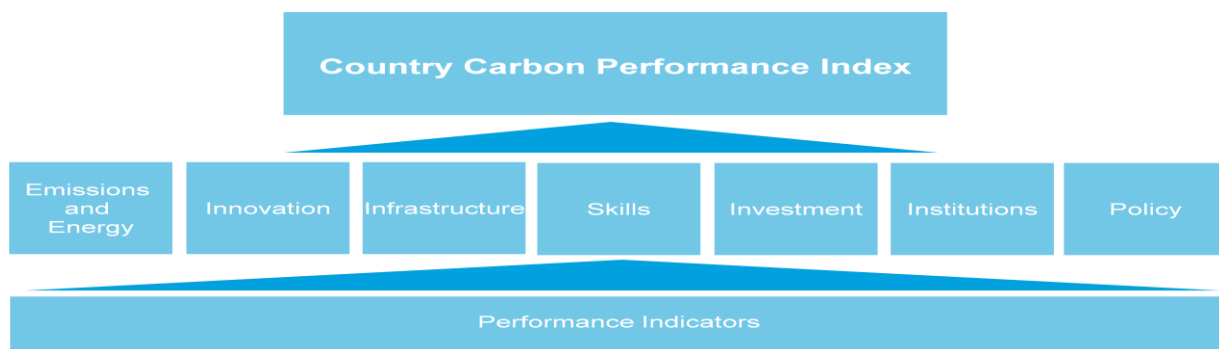 Country Carbon Performance Index
Emissions
and
Energy
Innovation
Infrastructure
Skills
Investment
Institutions
Policy
Performance Indicators